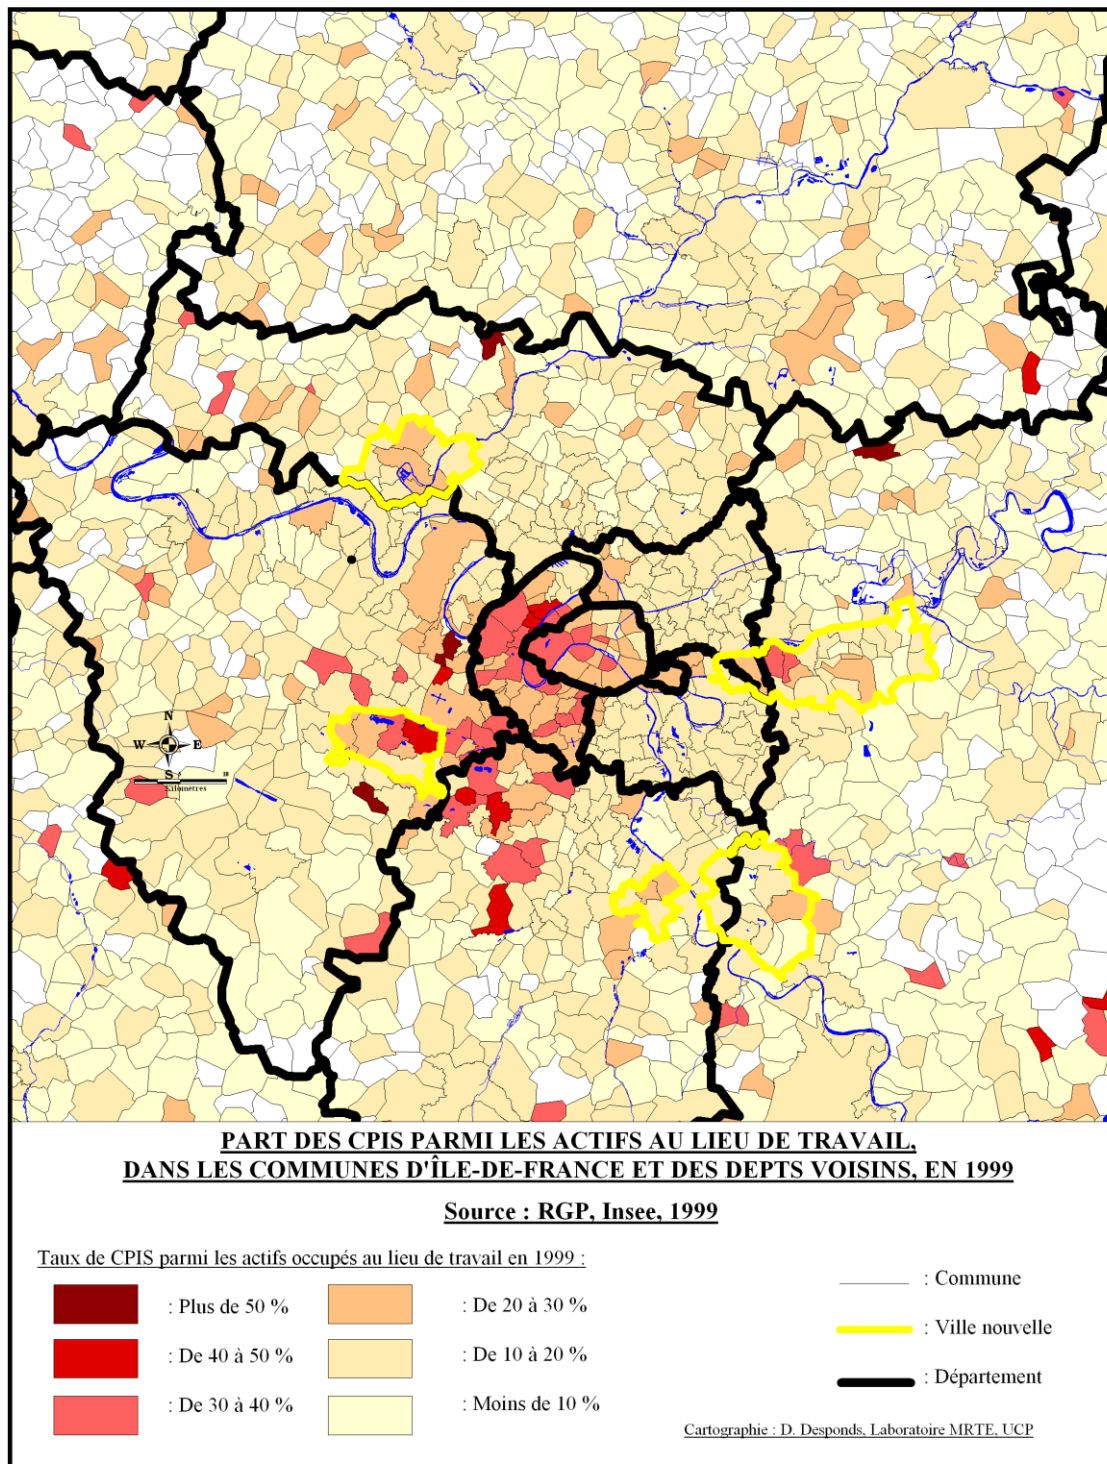 N
W E
S
10
Kilomètres
PART DES CPIS PARMI LES ACTIFS AU LIEU DE TRAVAIL,
DANS LES COMMUNES D'ÎLE-DE-FRANCE ET DES DEPTS VOISINS, EN 1999
Source : RGP, Insee, 1999
Taux de CPIS parmi les actifs occupés au lieu de travail en 1999 :
: Plus de 50 %
: De 40 à 50 %
: De 30 à 40 %
: De 20 à 30 %
: De 10 à 20 %
: Moins de 10 %
: Commune
: Ville nouvelle
: Département
Cartographie : D. Desponds, Laboratoire MRTE, UCP